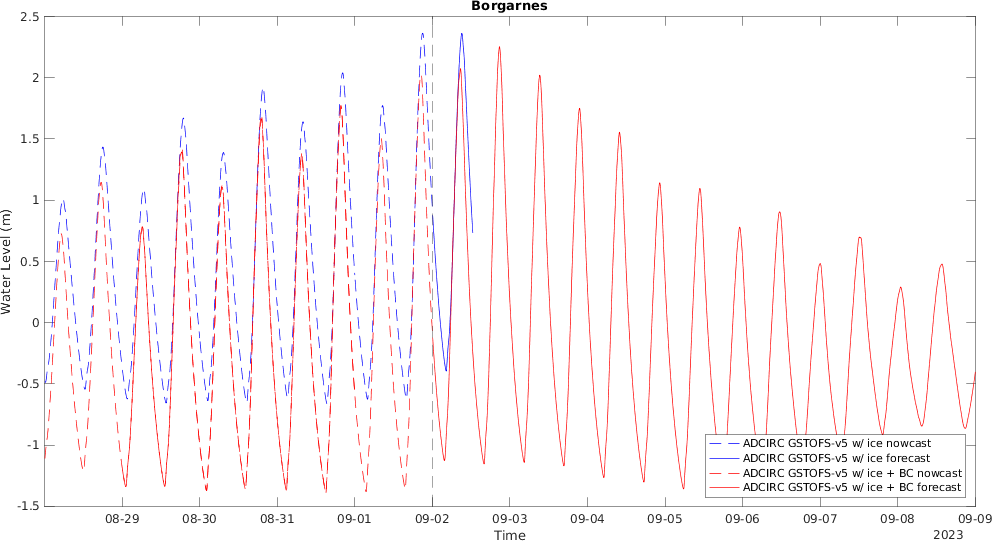 Borgarnes
2.5
2
1.5
1
0.5
0
-0.5
-1
-1.5
Water Level (m)
ADCIRC GSTOFS-v5 w/ ice nowcast
ADCIRC GSTOFS-v5 w/ ice forecast
ADCIRC GSTOFS-v5 w/ ice + BC nowcast
ADCIRC GSTOFS-v5 w/ ice + BC forecast
08-29 08-30 08-31 09-01 09-02 09-03 09-04 09-05 09-06 09-07 09-08 09-09
Time
2023